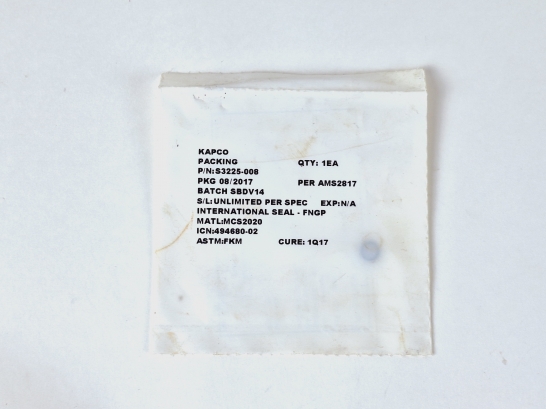 KAPCO
PACKING QTY: 1EA
P/N:S3225-008
PKG 08/2017 PER AMS2817
BATCH SBDV14
S/L:UNLIMITED PER SPEC EXP:N/A
INTERNATIONAL SEAL - FNGP
MATL:MCS2020
ICN:494680-02
ASTM:FKM CURE: 1Q17